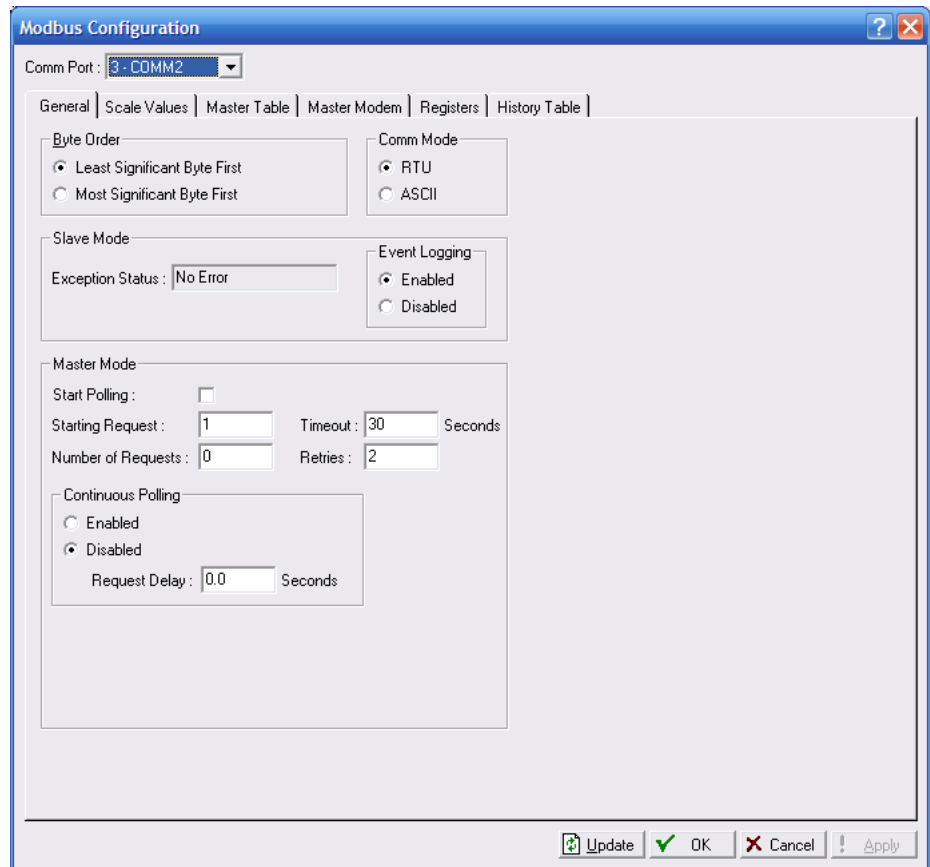 Modbus Configuration
Comm Port : 3 - COMM2
General Scale Values Master Table Master Modem Registers History Table
Byte Order
Least Significant Byte First
Most Significant Byte First
Comm Mode
RTU
ASCII
Slave Mode
Exception Status : No Error
Event Logging
Enabled
Disabled
Master Mode
Start Polling :
Starting Request : 1 Timeout : 30 Seconds
Number of Requests : 0 Retries : 2
Continuous Polling
Enabled
Disabled
Request Delay : 0.0 Seconds
Update OK Cancel Apply